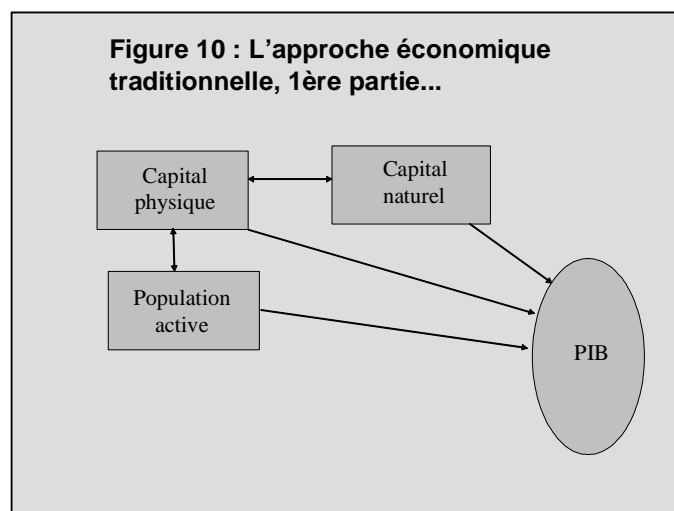 Figure 10 : L'approche économique
traditionnelle, 1ère partie...
Capital
physique
Capital
naturel
Population
active
PIB